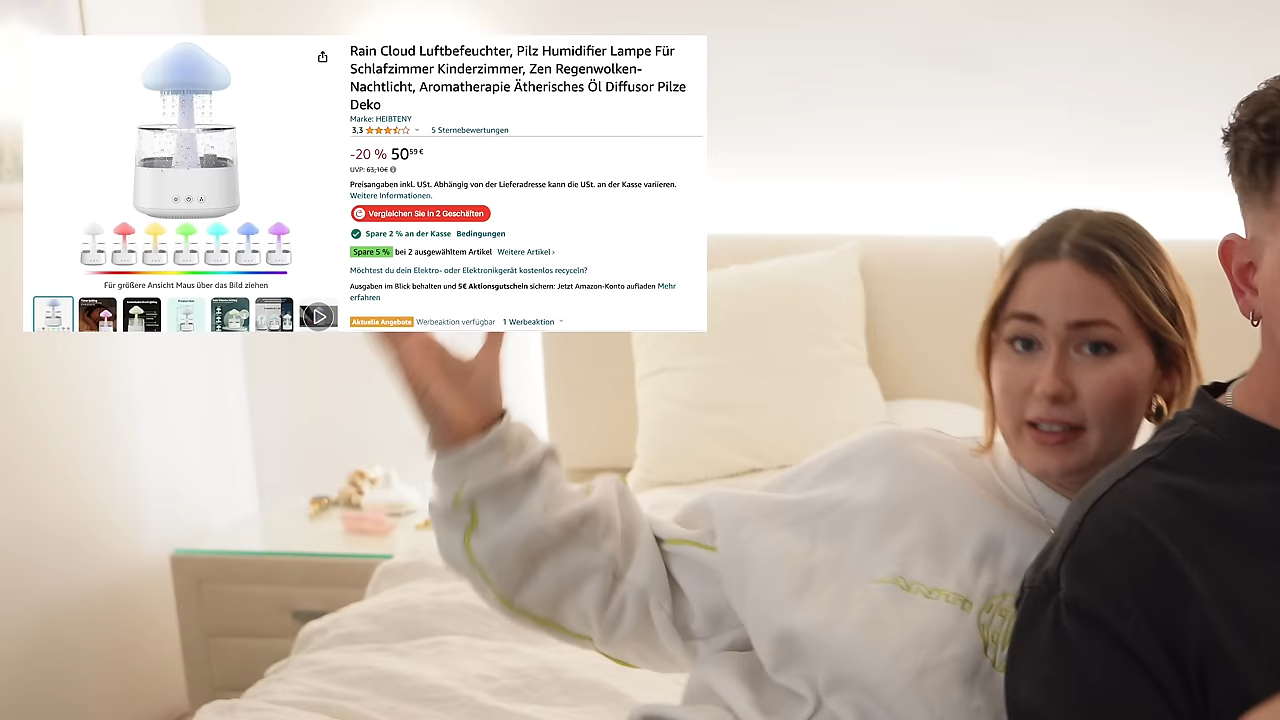 Rain Cloud Luftbefeuchter, Pilz Humidifier Lampe Für
Schlafzimmer Kinderzimmer, Zen Regenwolken-
Nachtlicht, Aromatherapie Ätherisches Öl Diffusor Pilze
Deko
Marke: HEIBTENY
3,3 5 Sternebewertungen
-20 % 50⁵⁹€
UVP: 63,10€
Preisangaben inkl. USt. Abhängig von der Lieferadresse kann die USt. an der Kasse variieren.
Weitere Informationen.
Vergleichen Sie in 2 Geschäften
Spare 2 % an der Kasse Bedingungen
Spare 5 % bei 2 ausgewähltem Artikel Weitere Artikel ›
Möchtest du dein Elektro- oder Elektronikgerät kostenlos recyceln?
Ausgaben im Blick behalten und 5€ Aktionsgutschein sichern: Jetzt Amazon-Konto aufladen Mehr
erfahren
Aktuelle Angebote Werbeaktion verfügbar 1 Werbeaktion
Für größere Ansicht Maus über das Bild ziehen
ANTI